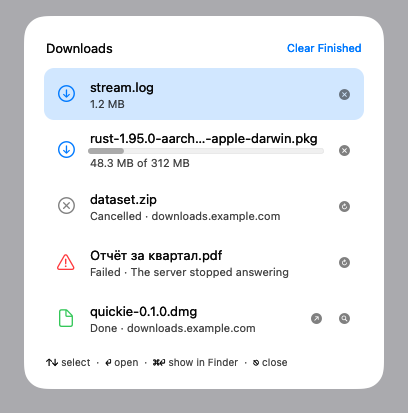 Downloads
Clear Finished
stream.log
1.2 MB
rust-1.95.0-aarch...-apple-darwin.pkg
48.3 MB of 312 MB
dataset.zip
Cancelled · downloads.example.com
Отчёт за квартал.pdf
Failed · The server stopped answering
quickie-0.1.0.dmg
Done · downloads.example.com
↑↓ select · ↩ open · ⌘↩ show in Finder · ⎋ close